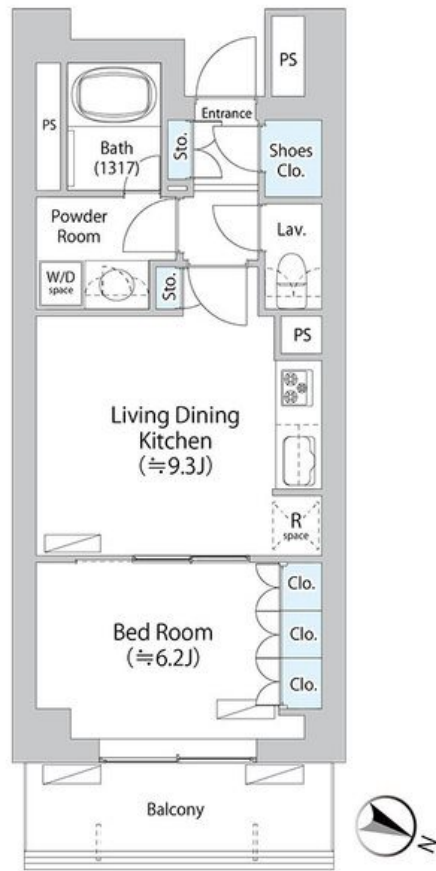 PS
Entrance
PS
Bath
(1317)
Sto.
Shoes
Clo.
Powder
Room
Lav.
W/D
space
Sto.
PS
Living Dining
Kitchen
(≒9.3J)
R
space
Clo.
Bed Room
(≒6.2J)
Clo.
Clo.
Balcony
N